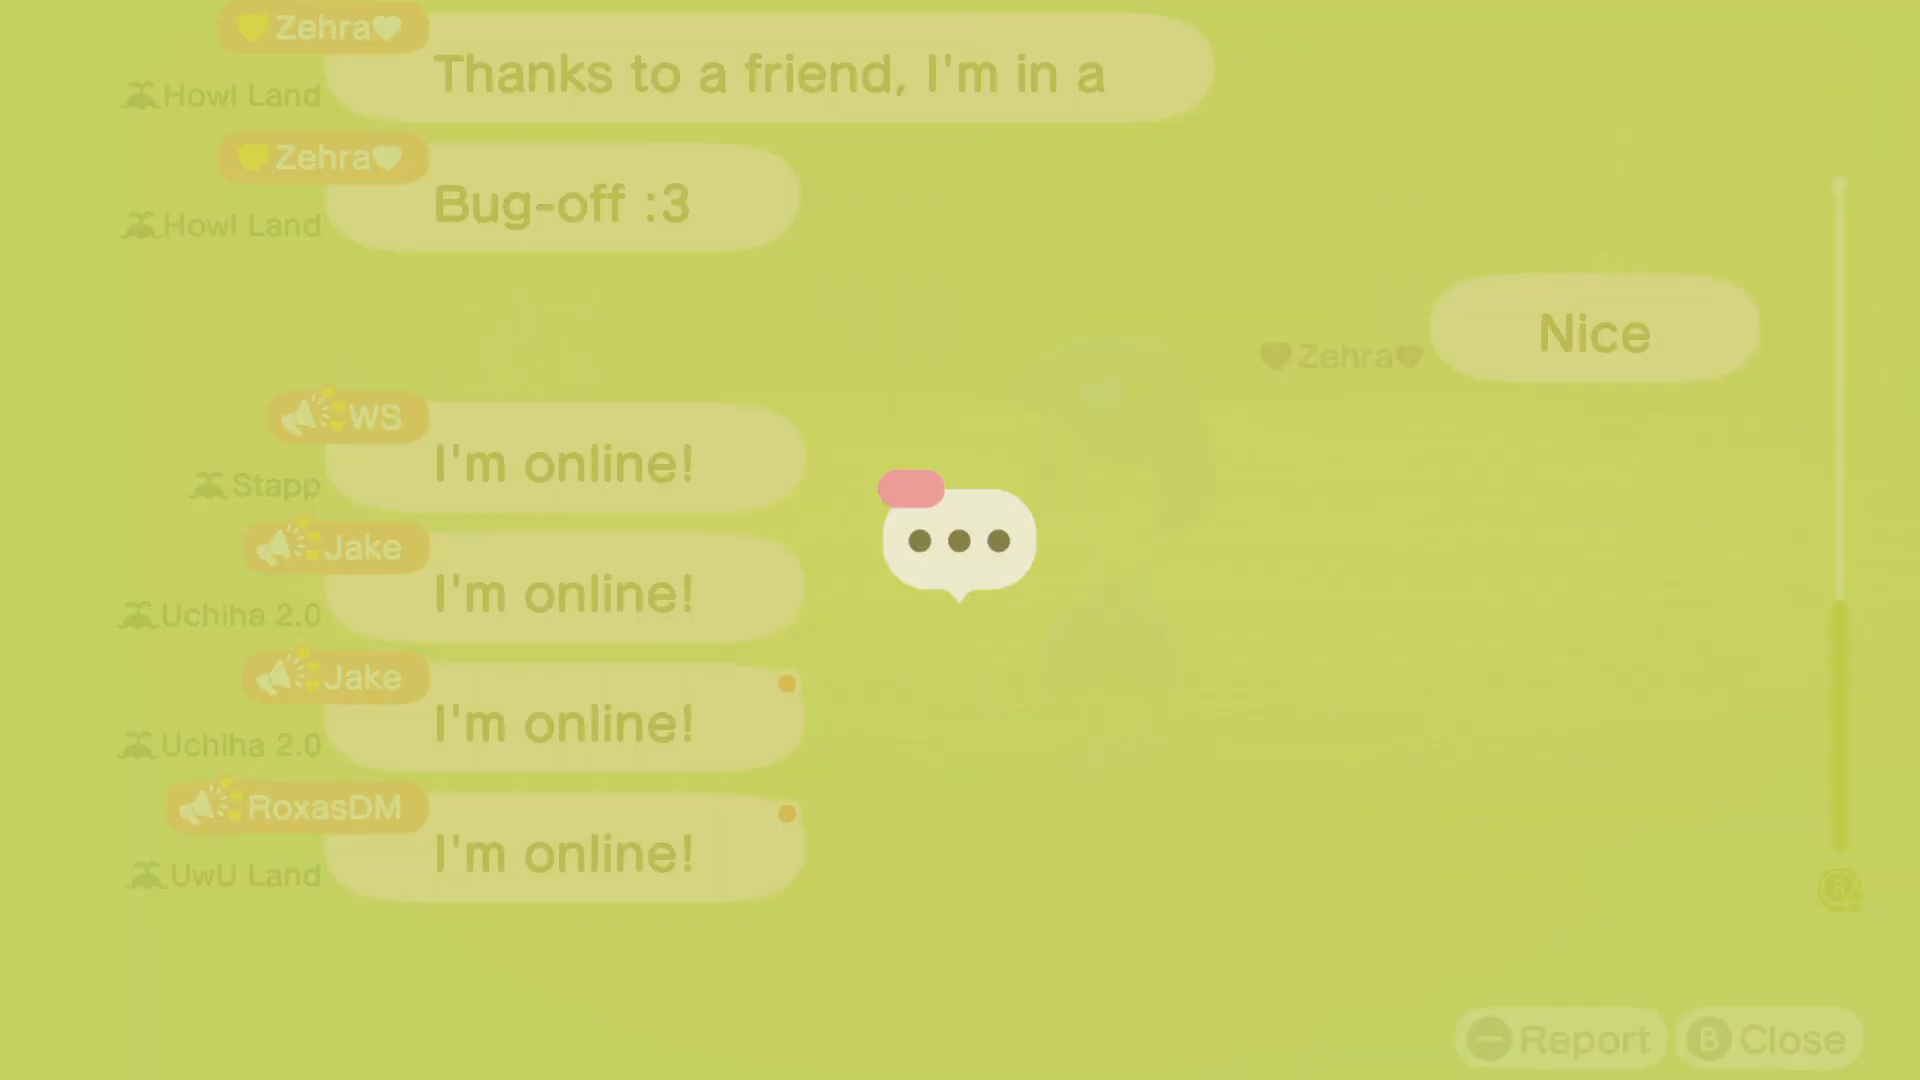 Zehra
Thanks to a friend, I'm in a
Howl Land
Zehra
Bug-off :3
Howl Land
Nice
Zehra
WS
I'm online!
Stapp
Jake
I'm online!
Uchiha 2.0
Jake
I'm online!
Uchiha 2.0
RoxasDM
I'm online!
UwU Land
R
Report
B Close